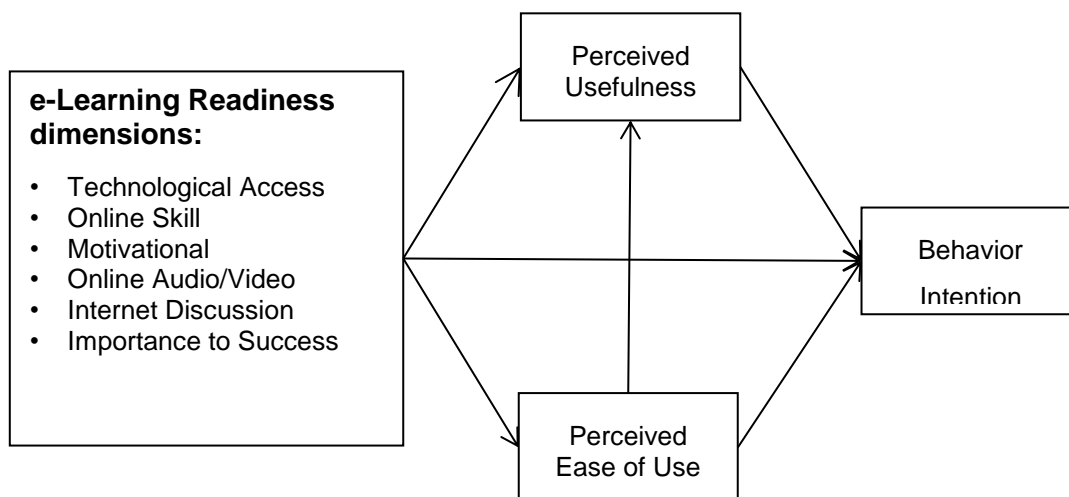 e-Learning Readiness
dimensions:
• Technological Access
• Online Skill
• Motivational
• Online Audio/Video
• Internet Discussion
• Importance to Success
Perceived
Usefulness
Perceived
Ease of Use
Behavior
Intention